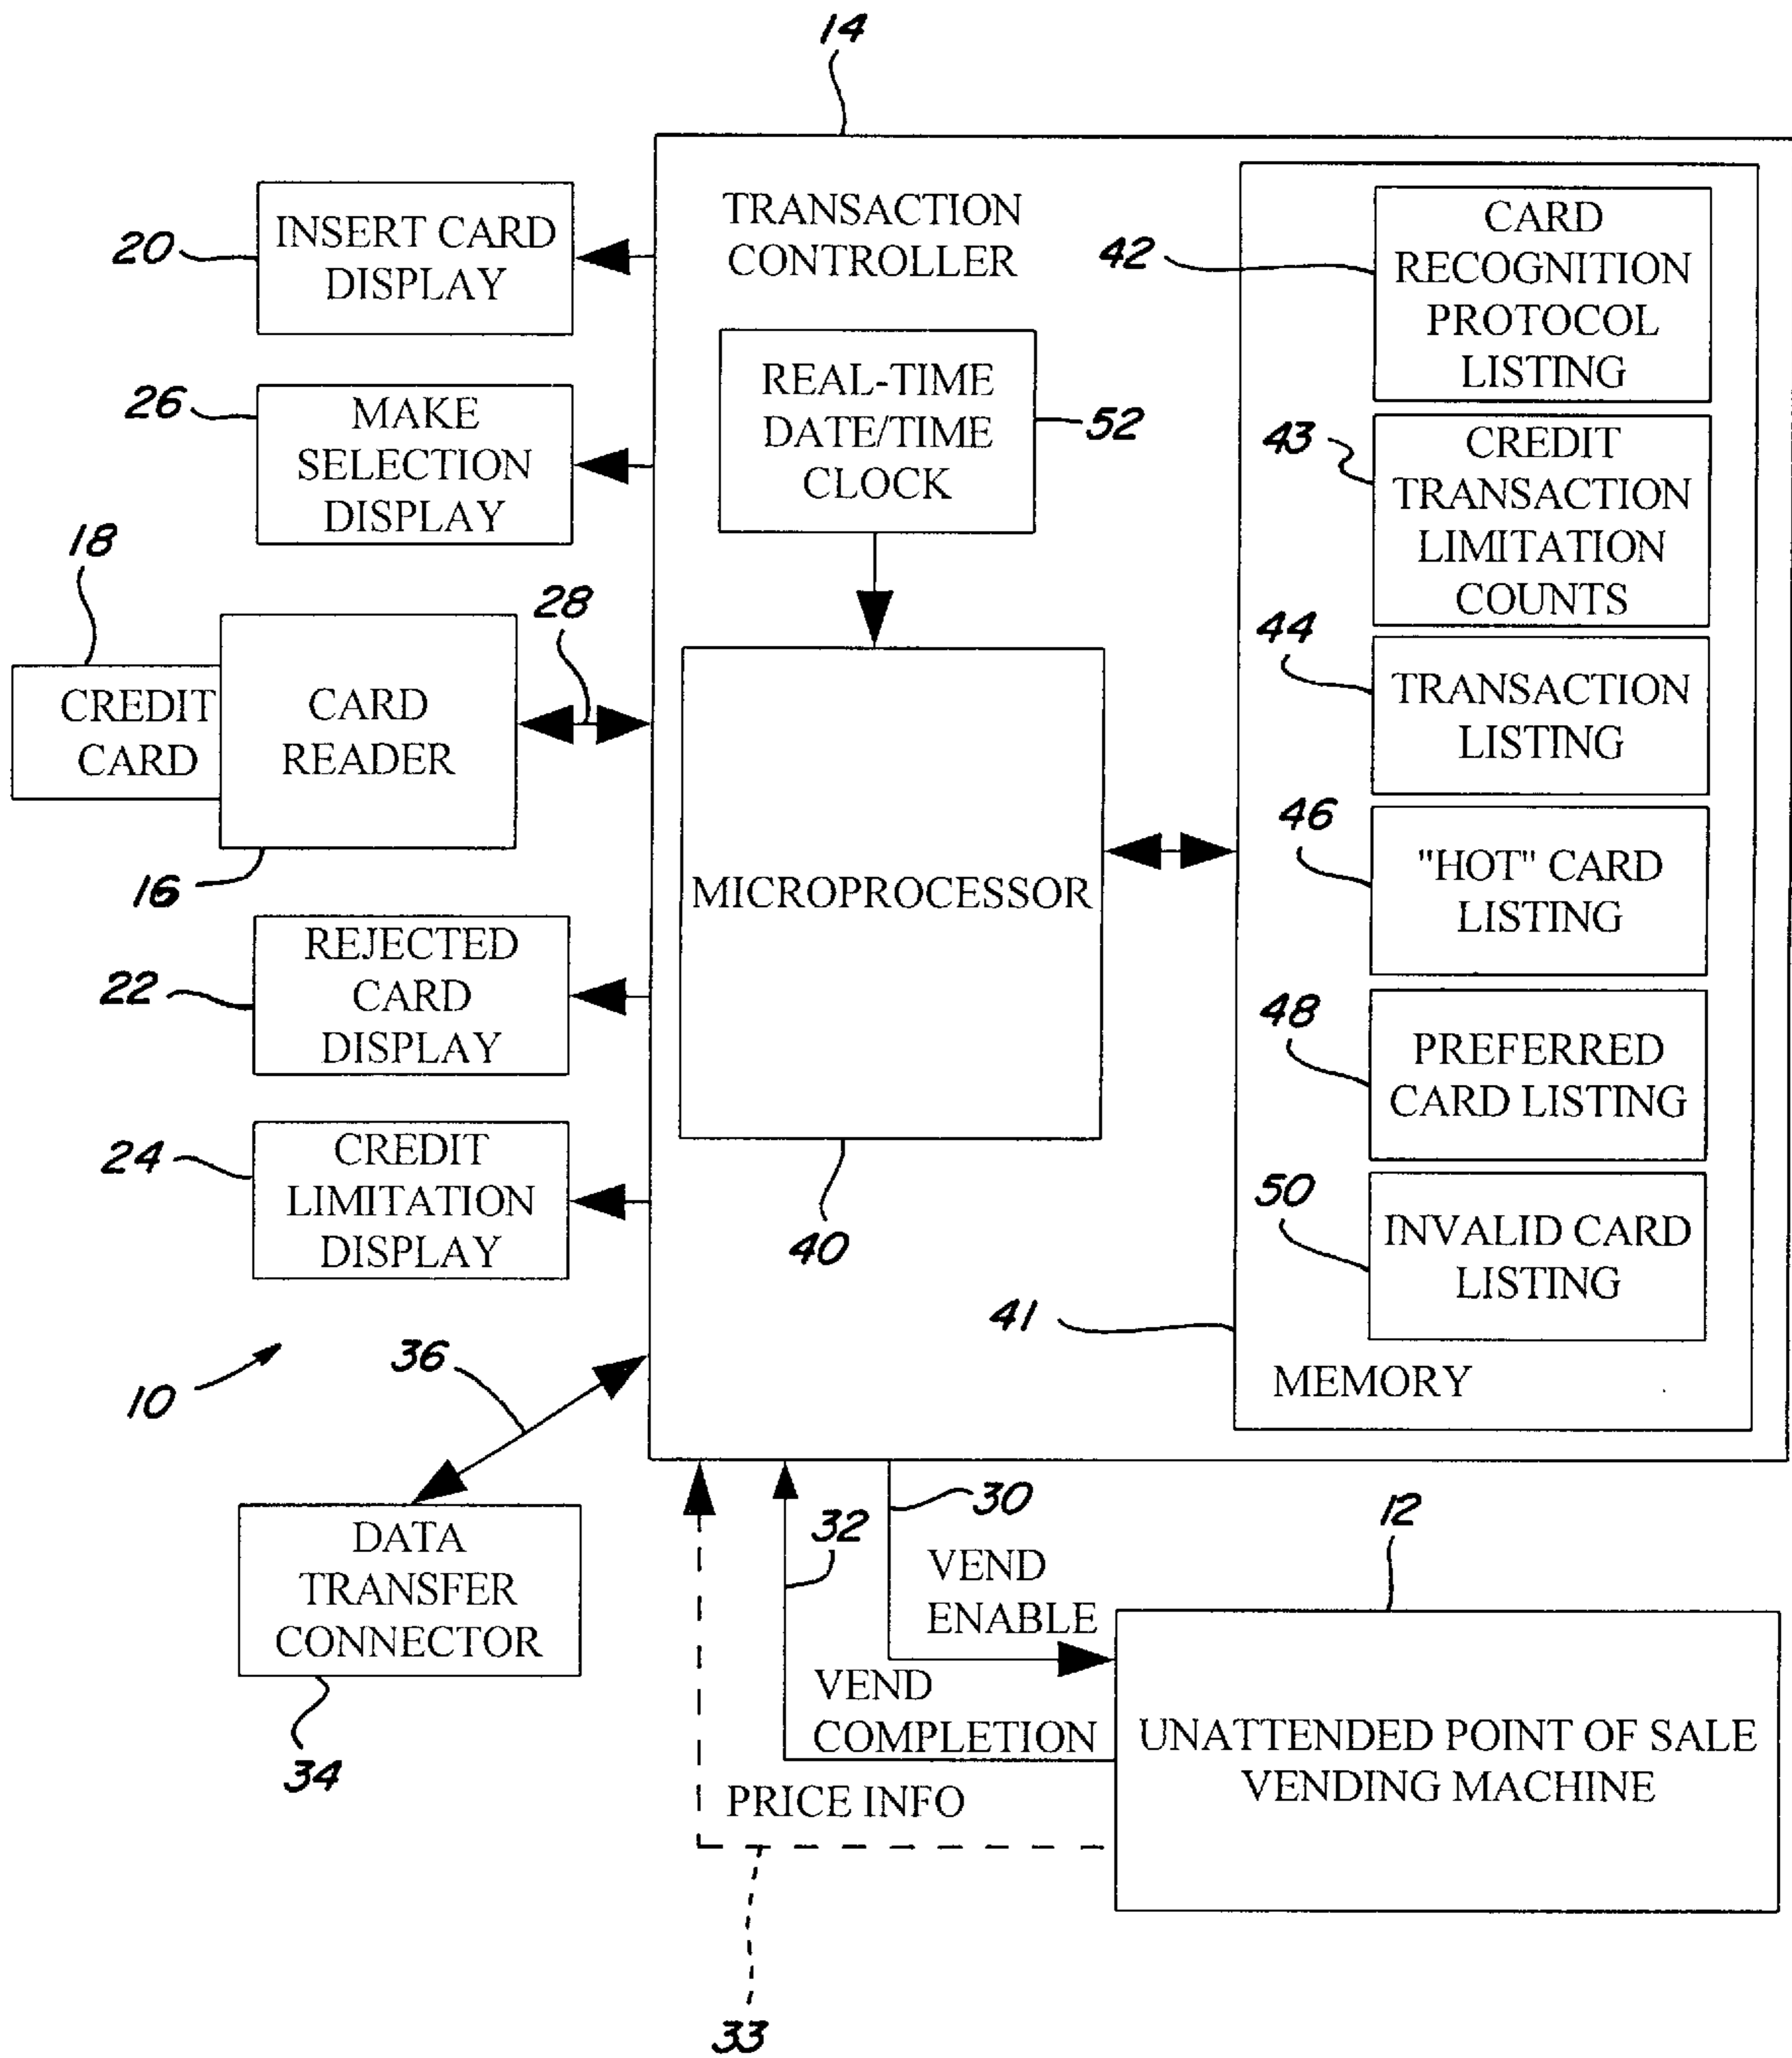 14
TRANSACTION
CONTROLLER
20
INSERT CARD
DISPLAY
42
CARD
RECOGNITION
PROTOCOL
LISTING
26
MAKE
SELECTION
DISPLAY
REAL-TIME
DATE/TIME
CLOCK
52
43
CREDIT
TRANSACTION
LIMITATION
COUNTS
18
CREDIT
CARD
CARD
READER
28
16
44
TRANSACTION
LISTING
MICROPROCESSOR
40
46
"HOT" CARD
LISTING
22
REJECTED
CARD
DISPLAY
48
PREFERRED
CARD LISTING
24
CREDIT
LIMITATION
DISPLAY
50
INVALID CARD
LISTING
41
MEMORY
10
36
DATA
TRANSFER
CONNECTOR
34
32
30
VEND
ENABLE
12
VEND
COMPLETION
UNATTENDED POINT OF SALE
VENDING MACHINE
PRICE INFO
33